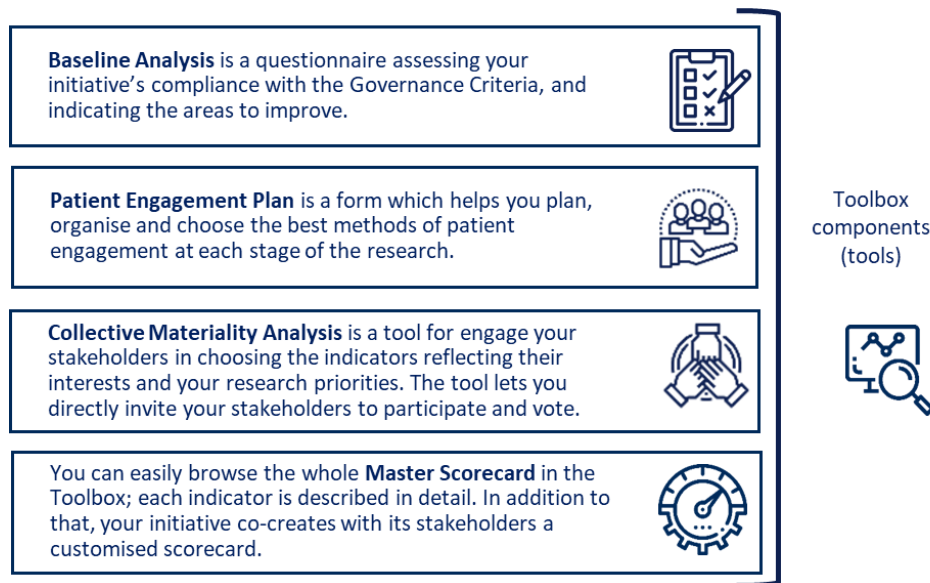 Baseline Analysis is a questionnaire assessing your
initiative's compliance with the Governance Criteria, and
indicating the areas to improve.
Patient Engagement Plan is a form which helps you plan,
organise and choose the best methods of patient
engagement at each stage of the research.
Collective Materiality Analysis is a tool for engage your
stakeholders in choosing the indicators reflecting their
interests and your research priorities. The tool lets you
directly invite your stakeholders to participate and vote.
You can easily browse the whole Master Scorecard in the
Toolbox; each indicator is described in detail. In addition to
that, your initiative co-creates with its stakeholders a
customised scorecard.
Toolbox
components
(tools)